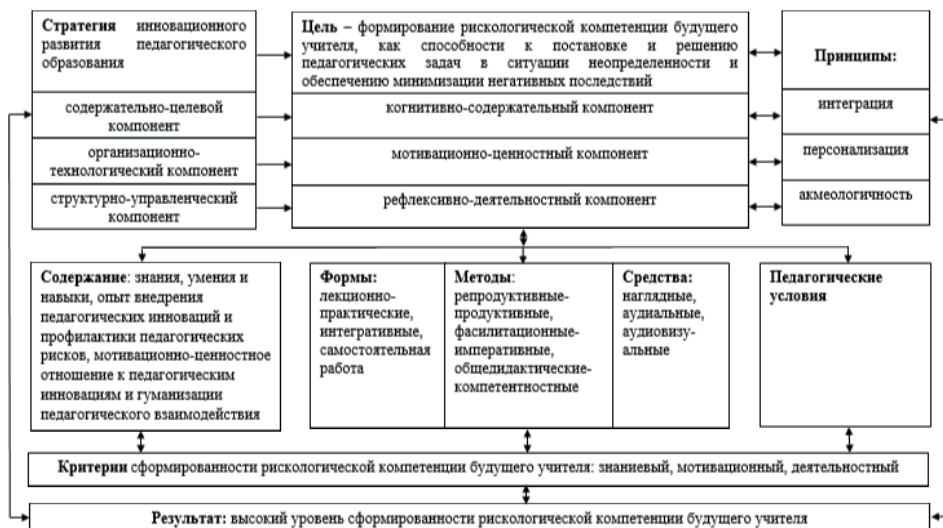 Стратегия инновационного
развития педагогического
образования
содержательно-целевой
компонент
организационно-
технологический компонент
структурно-управленческий
компонент
Цель – формирование рискологической компетенции будущего
учителя, как способности к постановке и решению
педагогических задач в ситуации неопределенности и
обеспечению минимизации негативных последствий
когнитивно-содержательный компонент
мотивационно-ценностный компонент
рефлексивно-деятельностный компонент
Принципы:
интеграция
персонализация
акмеологичность
Содержание: знания, умения и
навыки, опыт внедрения
педагогических инноваций и
профилактики педагогических
рисков, мотивационно-ценностное
отношение к педагогическим
инновациям и гуманизации
педагогического взаимодействия
Формы:
лекционно-
практические,
интегративные,
самостоятельная
работа
Методы:
репродуктивные-
продуктивные,
фасилитационные-
императивные,
общедидактические-
компетентностные
Средства:
наглядные,
аудиальные,
аудиовизу-
альные
Педагогические
условия
Критерии сформированности рискологической компетенции будущего учителя: знаниевый, мотивационный, деятельностный
Результат: высокий уровень сформированности рискологической компетенции будущего учителя